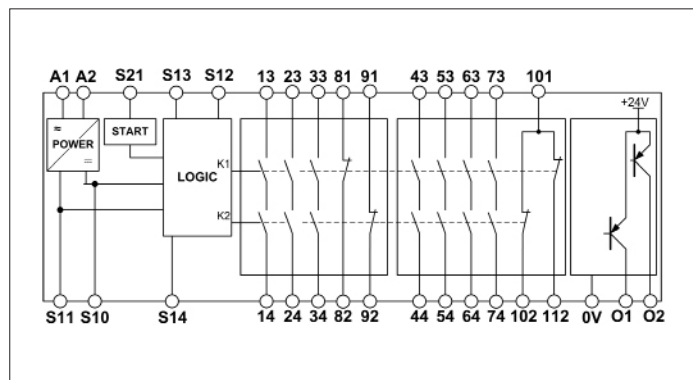 A1 A2 S21 S13 S12 13 23 33 81 91 43 53 63 73 101
+24V
≈ POWER =
START
LOGIC
K1
K2
S11 S10 S14 14 24 34 82 92 44 54 64 74 102 112 0V O1 O2